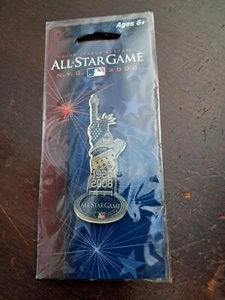 Ages 6+
MAJOR LEAGUE BASEBALL
ALL★STAR GAME
N.Y.C. 2008
1923
2008
ALL★STAR GAME